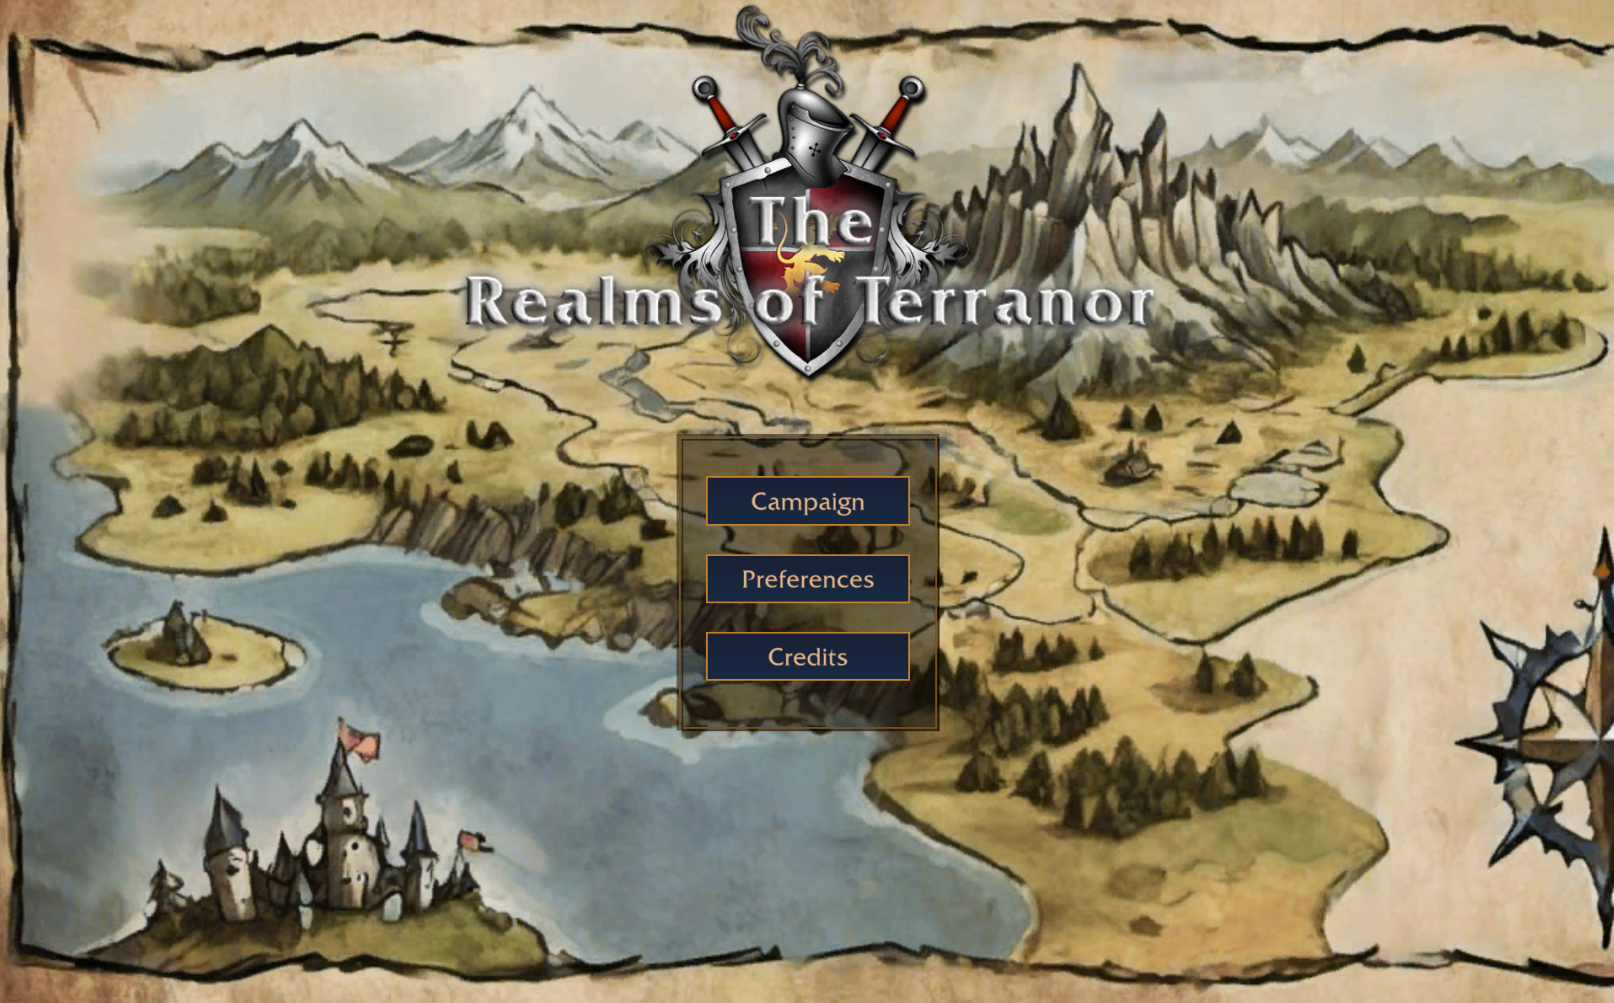 The
Realms of Terranor
Campaign
Preferences
Credits